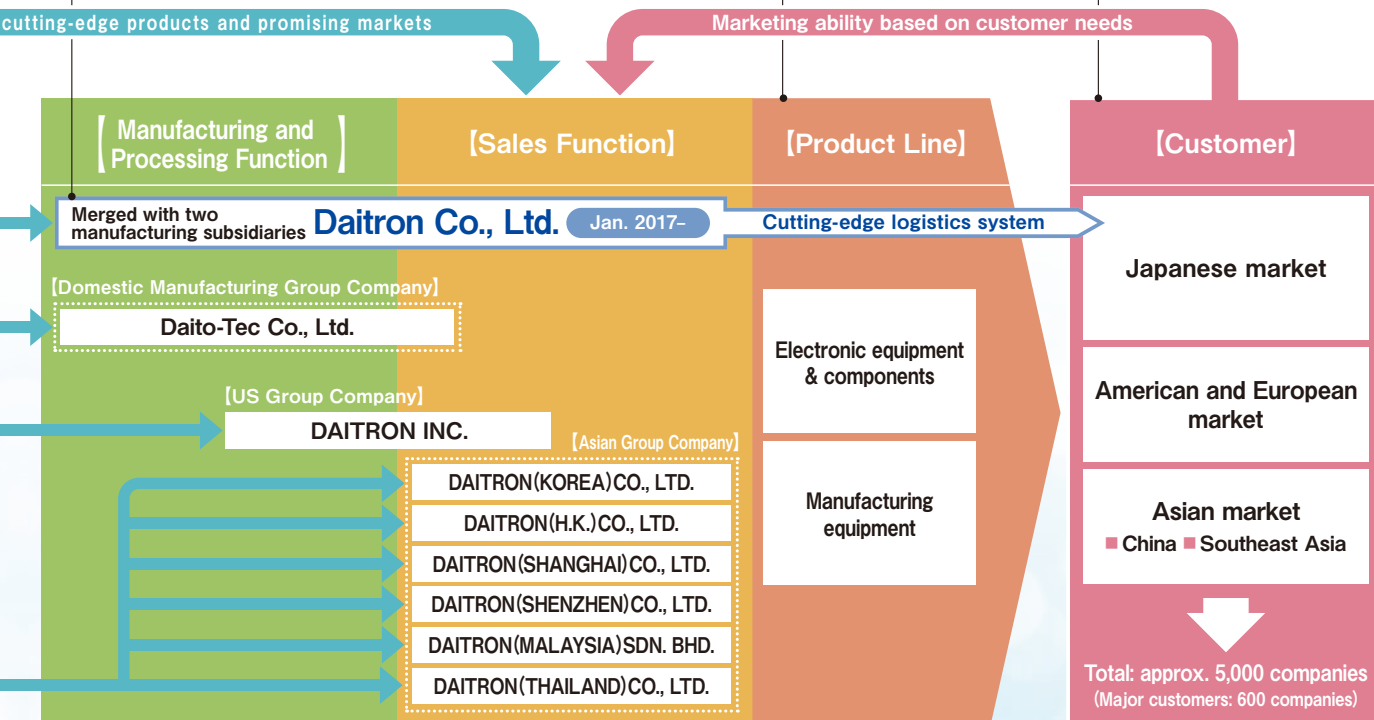 cutting-edge products and promising markets
Marketing ability based on customer needs
【Manufacturing and
Processing Function】
【Sales Function】
【Product Line】
【Customer】
Merged with two
manufacturing subsidiaries
Daitron Co., Ltd.
Jan. 2017–
Cutting-edge logistics system
【Domestic Manufacturing Group Company】
Daito-Tec Co., Ltd.
【US Group Company】
DAITRON INC.
【Asian Group Company】
DAITRON(KOREA)CO., LTD.
DAITRON(H.K.)CO., LTD.
DAITRON(SHANGHAI)CO., LTD.
DAITRON(SHENZHEN)CO., LTD.
DAITRON(MALAYSIA)SDN. BHD.
DAITRON(THAILAND)CO., LTD.
Electronic equipment
& components
Manufacturing
equipment
Japanese market
American and European
market
Asian market
■ China ■ Southeast Asia
Total: approx. 5,000 companies
(Major customers: 600 companies)